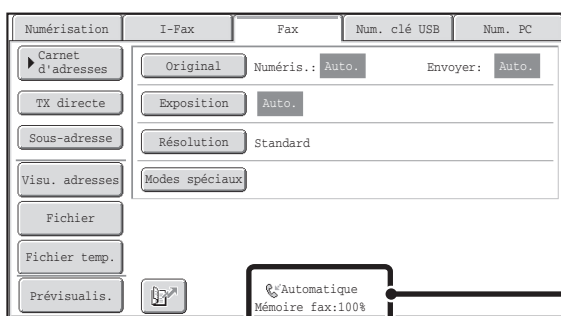 Numérisation
I-Fax
Fax
Num. clé USB
Num. PC
Carnet
d'adresses
Original
Numéris.: Auto.
Envoyer: Auto.
TX directe
Exposition
Auto.
Sous-adresse
Résolution
Standard
Visu. adresses
Modes spéciaux
Fichier
Fichier temp.
Prévisualis.
Automatique
Mémoire fax:100%